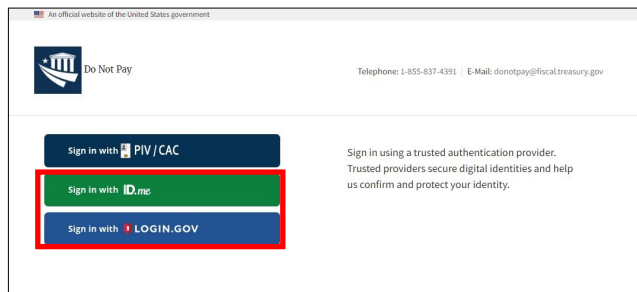 An official website of the United States government
Do Not Pay
Telephone: 1-855-837-4391 | E-Mail: donotpay@fiscal.treasury.gov
Sign in with PIV / CAC
Sign in with ID.me
Sign in with LOGIN.GOV
Sign in using a trusted authentication provider.
Trusted providers secure digital identities and help
us confirm and protect your identity.